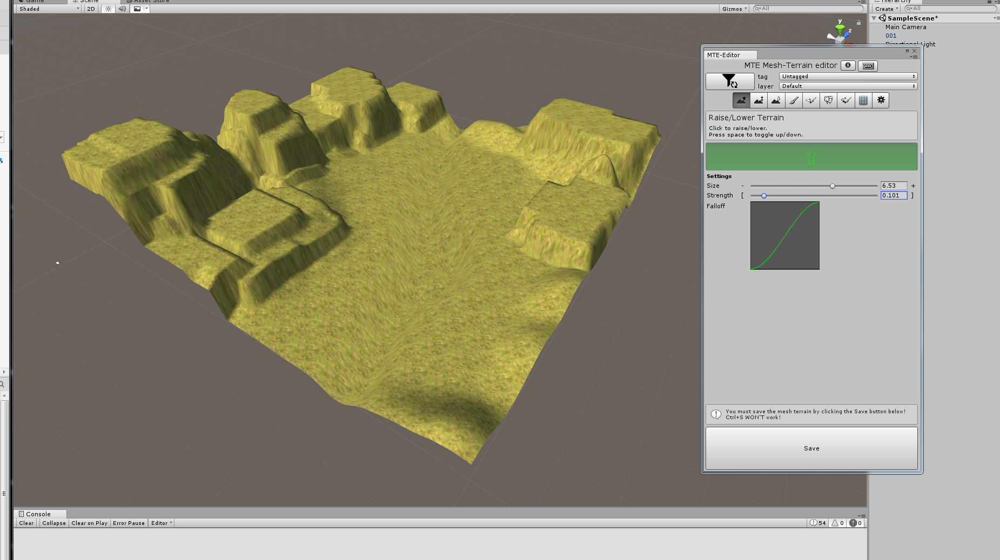 Game
Scene
Asset Store
Shaded
2D
Gizmos
All
Hierarchy
Create
All
SampleScene*
Main Camera
001
Directional Light
y
z
MTE-Editor
MTE Mesh-Terrain editor
tag
Untagged
layer
Default
Raise/Lower Terrain
Click to raise/lower.
Press space to toggle up/down.
Settings
Size - 6.53 +
Strength [ 0.101 ]
Falloff
You must save the mesh terrain by clicking the Save button below!
Ctrl+S WON'T work!
Save
Console
Clear
Collapse
Clear on Play
Error Pause
Editor
54
0
0